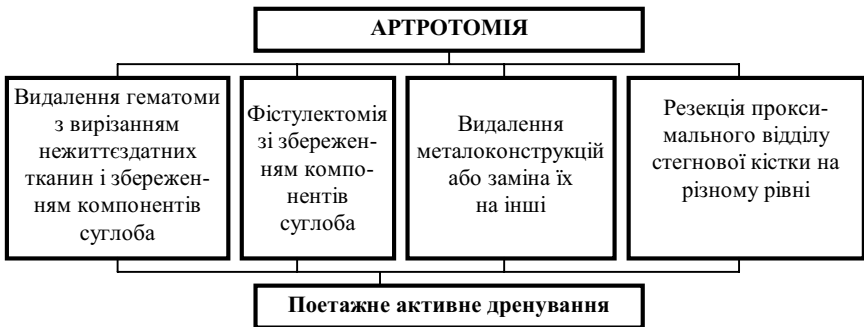 АРТРОТОМІЯ
Видалення гематоми
з вирізанням
нежиттєздатних
тканин і збережен-
ням компонентів
суглоба
Фістулектомія
зі збережен-
ням компо-
нентів
суглоба
Видалення
металоконструкцій
або заміна їх
на інші
Резекція прокси-
мального відділу
стегнової кістки на
різному рівні
Поетажне активне дренування